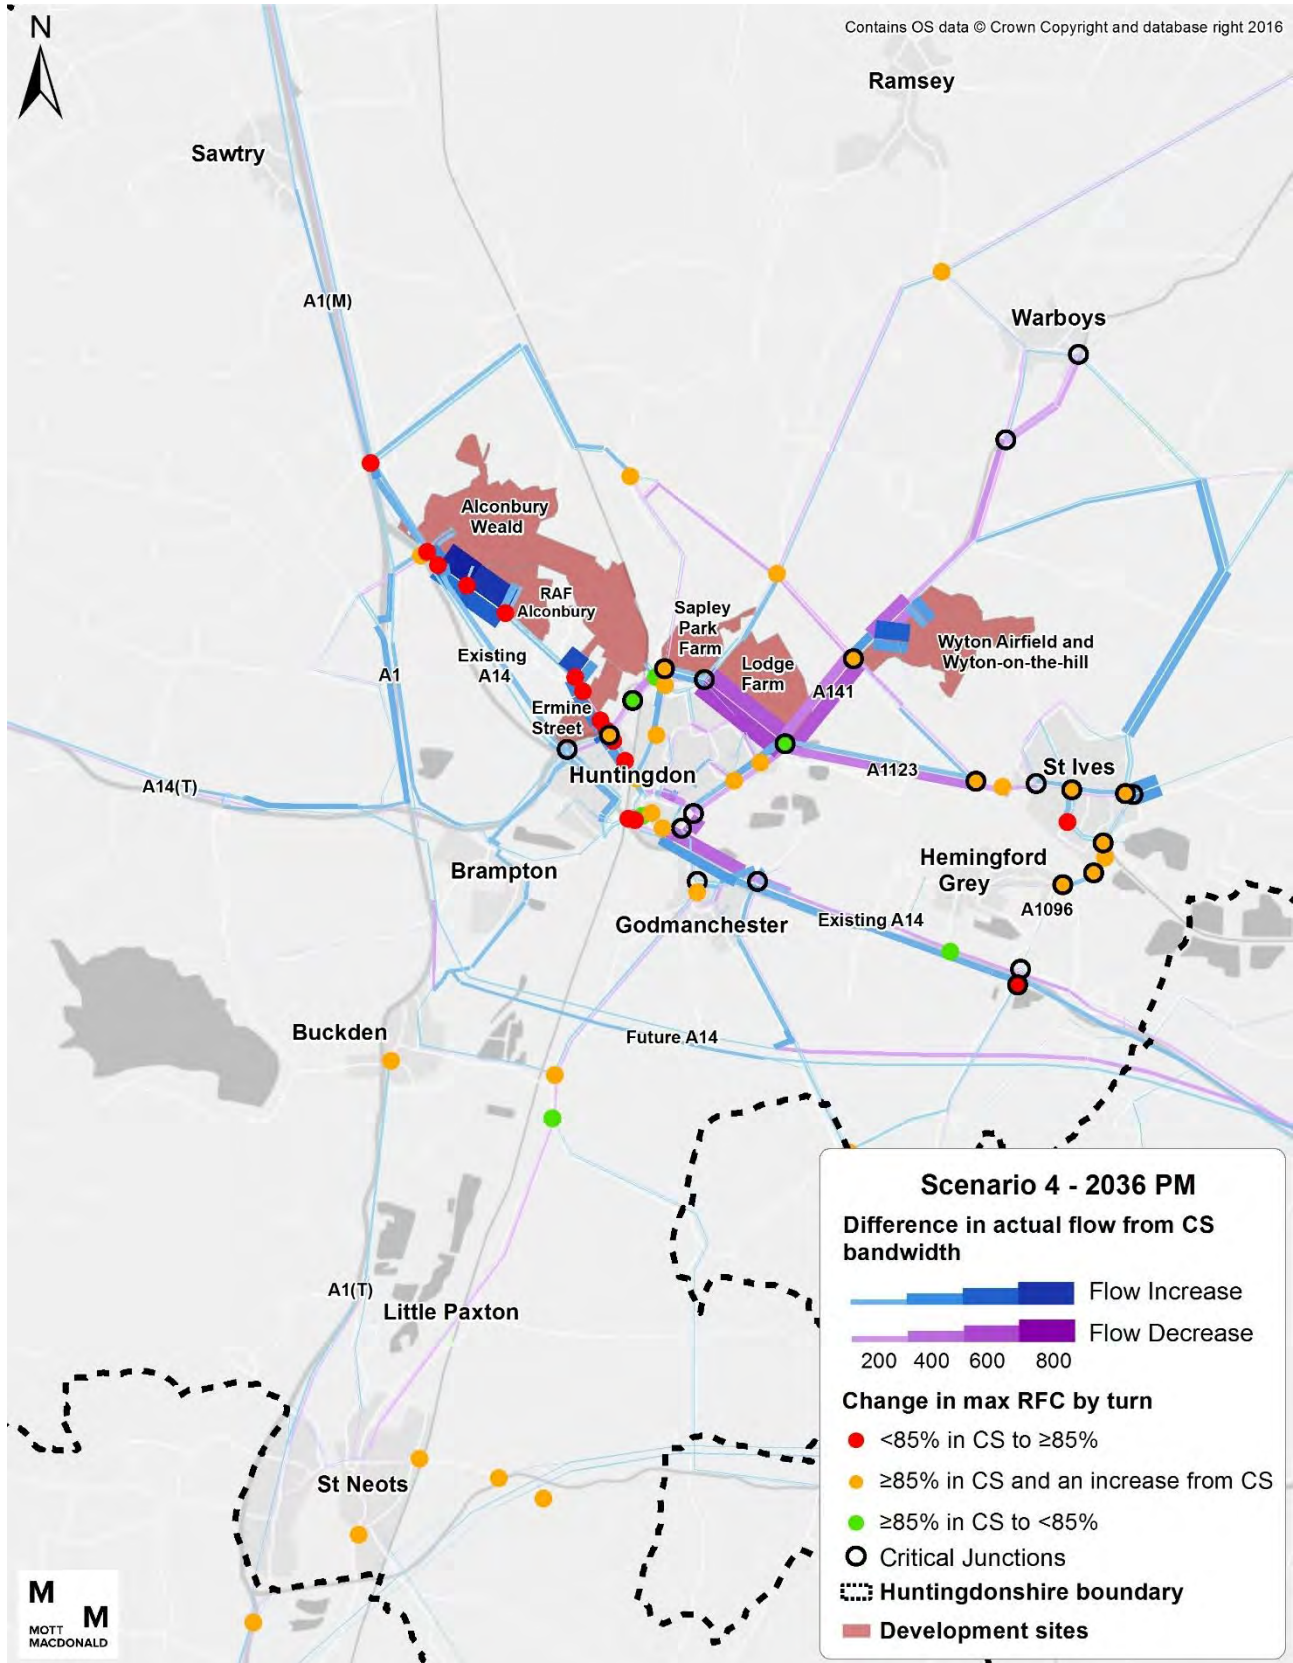 N
Contains OS data © Crown Copyright and database right 2016
Ramsey
Sawtry
A1(M)
Warboys
Alconbury
Weald
RAF
Alconbury
Sapley
Park
Farm
Lodge
Farm
Wyton Airfield and
Wyton-on-the-hill
Existing
A14
A1
A141
Ermine
Street
Huntingdon
A1123
St Ives
A14(T)
Brampton
Hemingford
Grey
A1096
Godmanchester
Existing A14
Buckden
Future A14
A1(T)
Little Paxton
St Neots
Scenario 4 - 2036 PM
Difference in actual flow from CS
bandwidth
Flow Increase
Flow Decrease
200 400 600 800
Change in max RFC by turn
<85% in CS to ≥85%
≥85% in CS and an increase from CS
≥85% in CS to <85%
Critical Junctions
Huntingdonshire boundary
Development sites
M
M
MOTT
MACDONALD